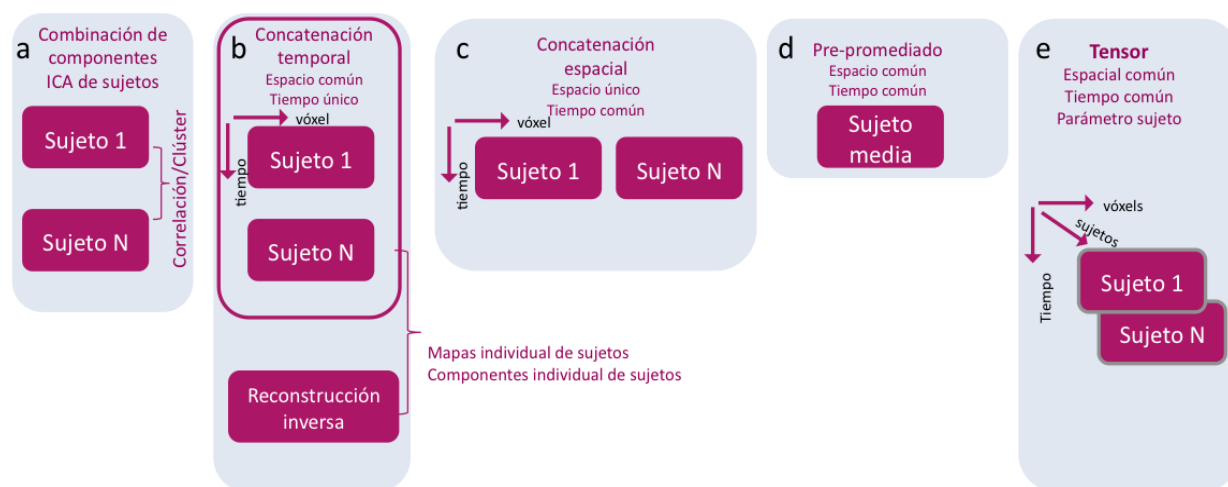 a
Combinación de
componentes
ICA de sujetos
Sujeto 1
Sujeto N
Correlación/Clúster
b
Concatenación
temporal
Espacio común
Tiempo único
vóxel
tiempo
Sujeto 1
Sujeto N
Reconstrucción
inversa
Mapas individual de sujetos
Componentes individual de sujetos
c
Concatenación
espacial
Espacio único
Tiempo común
vóxel
tiempo
Sujeto 1
Sujeto N
d
Pre-promediado
Espacio común
Tiempo común
Sujeto
media
e
Tensor
Espacial común
Tiempo común
Parámetro sujeto
vóxels
sujetos
Tiempo
Sujeto 1
Sujeto N